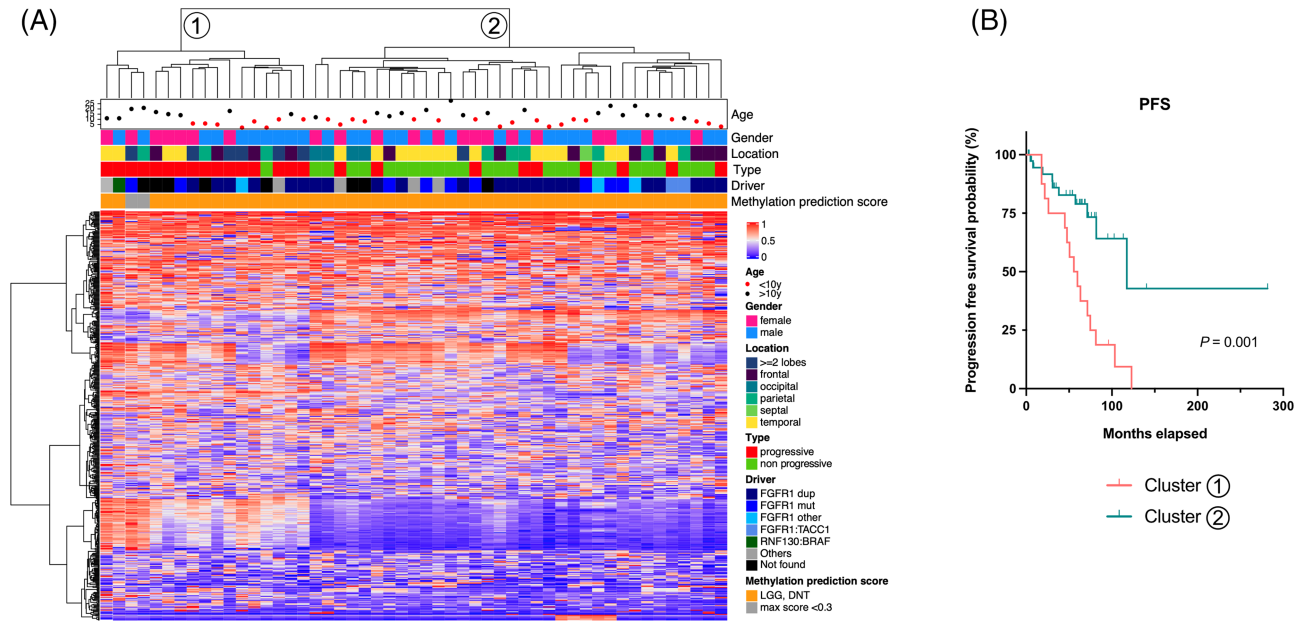 (A)
1
2
25
20
15
10
5
Age
Gender
Location
Type
Driver
Methylation prediction score
1
0.5
0
Age
<10y
>10y
Gender
female
male
Location
>=2 lobes
frontal
occipital
parietal
septal
temporal
Type
progressive
non progressive
Driver
FGFR1 dup
FGFR1 mut
FGFR1 other
FGFR1:TACC1
RNF130:BRAF
Others
Not found
Methylation prediction score
LGG, DNT
max score <0.3
(B)
PFS
Progression free survival probability (%)
100
75
50
25
0
0 100 200 300
P = 0.001
Months elapsed
Cluster 1
Cluster 2